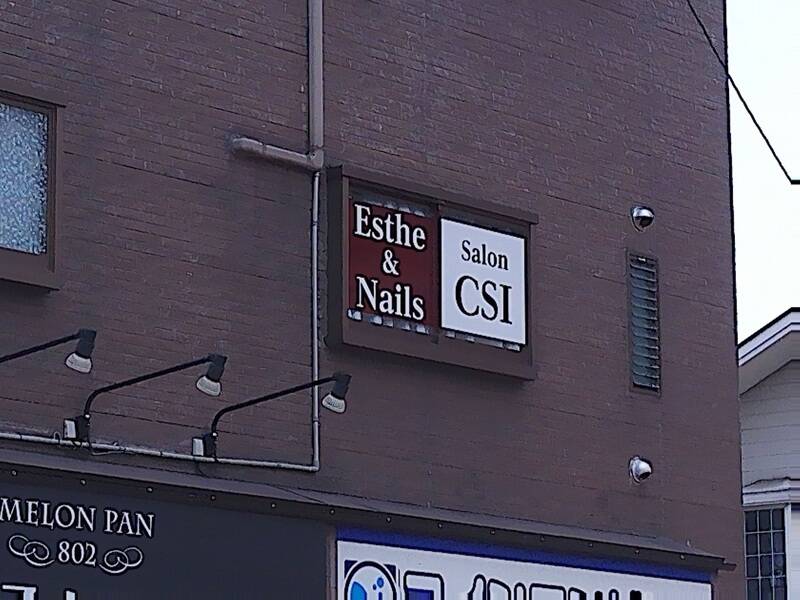 Esthe
&
Nails
Salon
CSI
MELON PAN
802